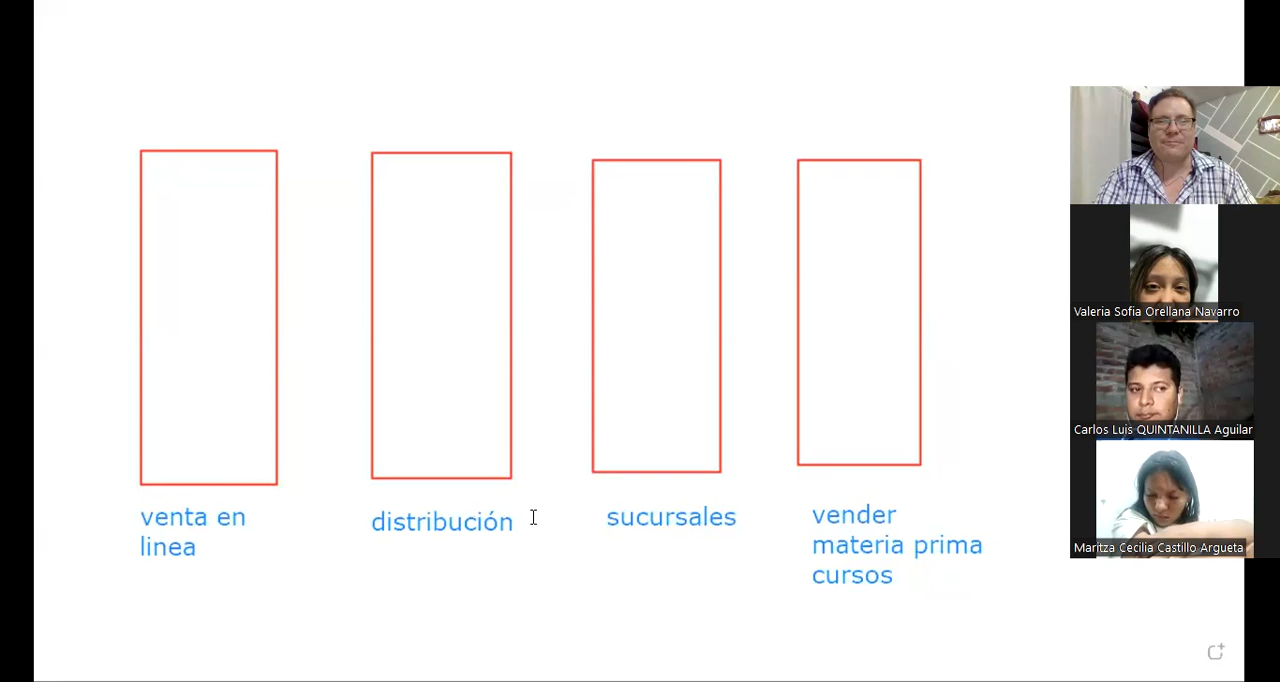 venta en
linea
distribución
sucursales
vender
materia prima
cursos
Valeria Sofia Orellana Navarro
Carlos Luis QUINTANILLA Aguilar
Maritza Cecilia Castillo Argueta